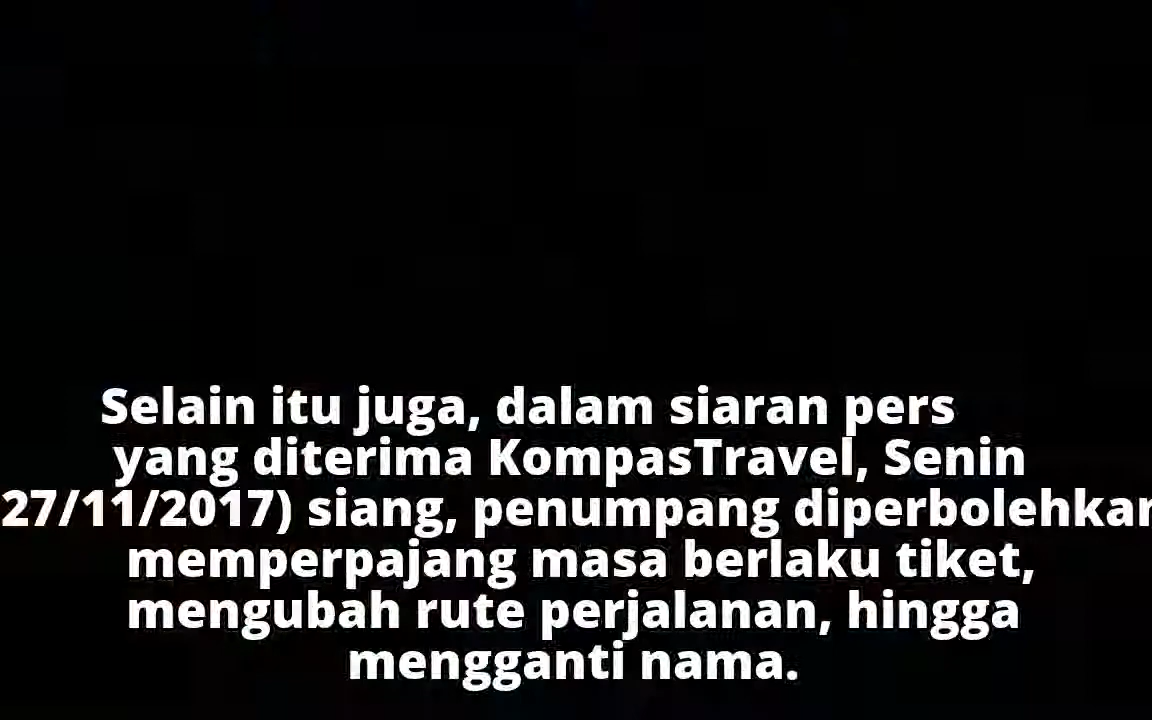 Selain itu juga, dalam siaran pers
yang diterima KompasTravel, Senin
27/11/2017) siang, penumpang diperbolehkan
memperpajang masa berlaku tiket,
mengubah rute perjalanan, hingga
mengganti nama.